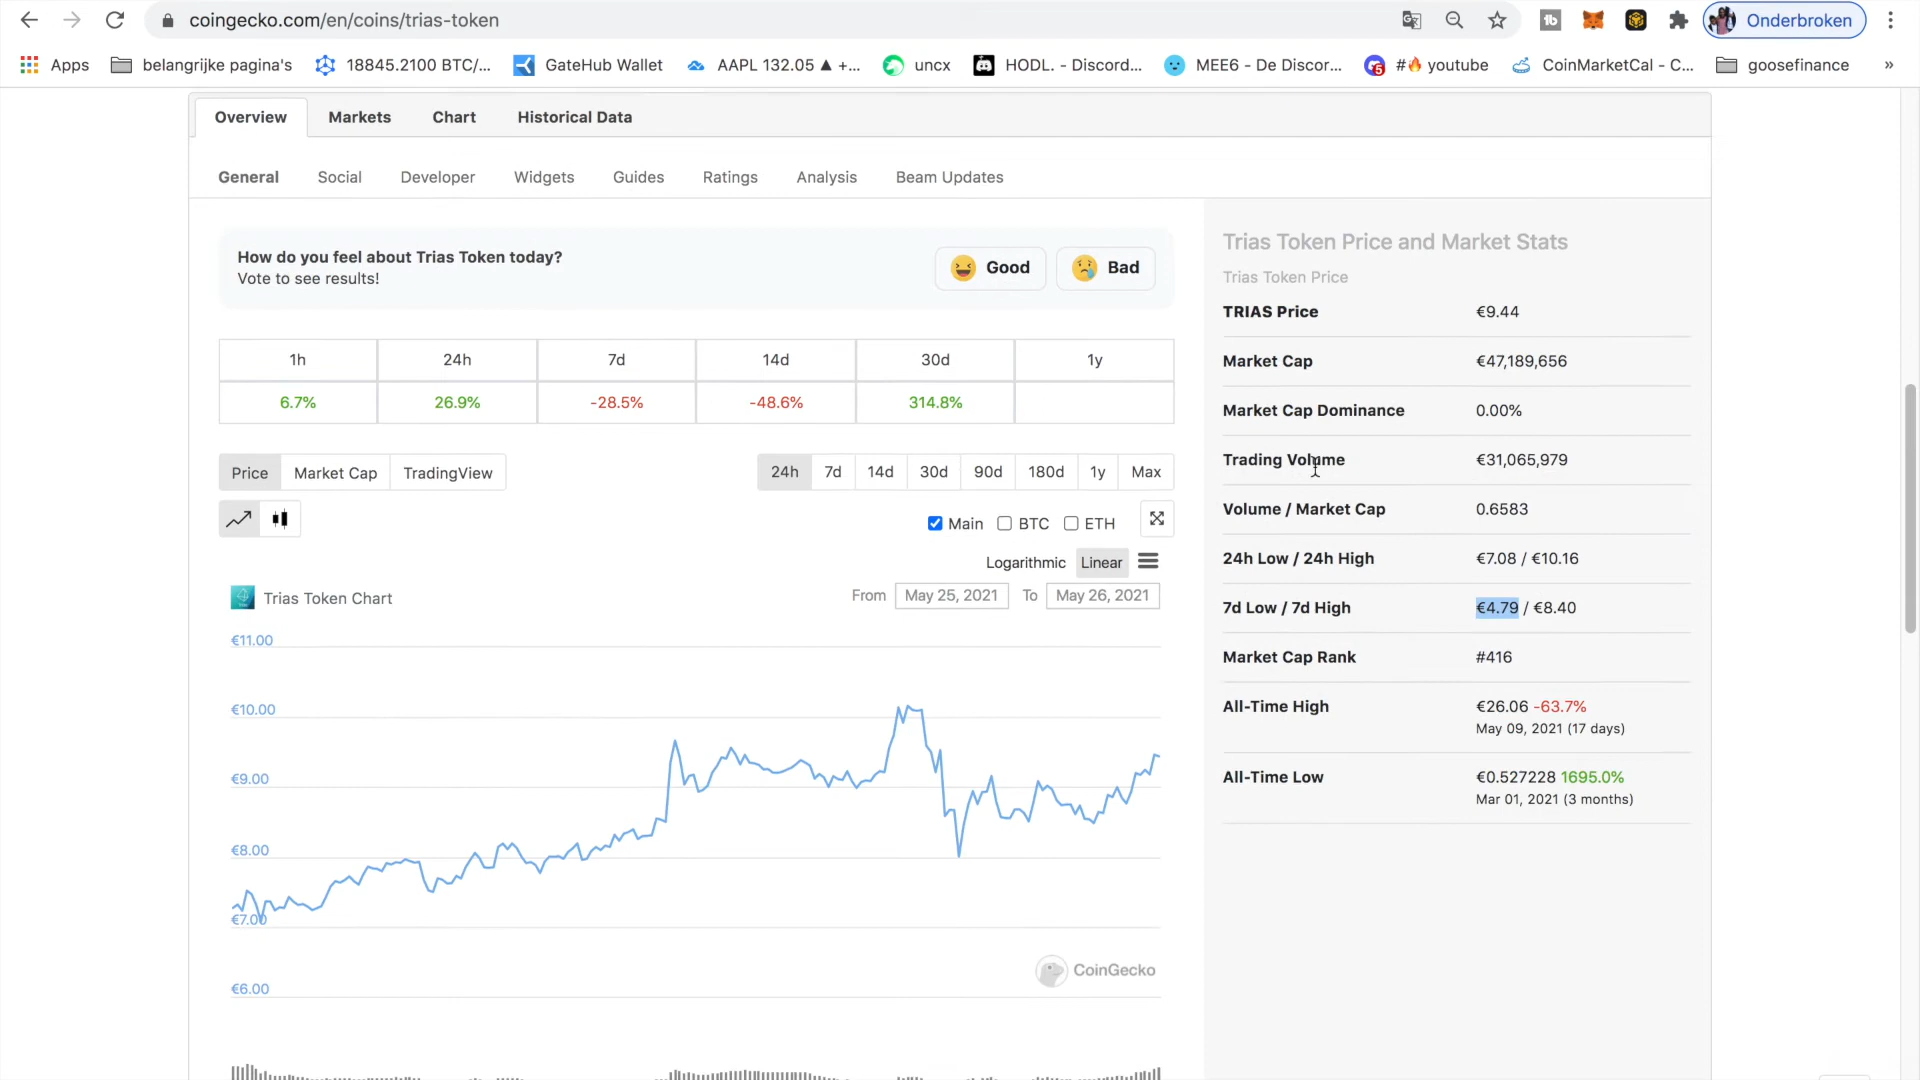 coingecko.com/en/coins/trias-token
Onderbroken
Apps belangrijke pagina's 18845.2100 BTC/... GateHub Wallet AAPL 132.05 ▲ +... uncx HODL. - Discord... MEE6 - De Discor... #🔥 youtube CoinMarketCal - C... goosefinance »
Overview Markets Chart Historical Data
General Social Developer Widgets Guides Ratings Analysis Beam Updates
How do you feel about Trias Token today?
Vote to see results!
Good Bad
1h 24h 7d 14d 30d 1y
6.7% 26.9% -28.5% -48.6% 314.8%
Price Market Cap TradingView
24h 7d 14d 30d 90d 180d 1y Max
Main BTC ETH
Logarithmic Linear
Trias Token Chart
From May 25, 2021 To May 26, 2021
€11.00
€10.00
€9.00
€8.00
€7.00
€6.00
CoinGecko
Trias Token Price and Market Stats
Trias Token Price
TRIAS Price €9.44
Market Cap €47,189,656
Market Cap Dominance 0.00%
Trading Volume €31,065,979
Volume / Market Cap 0.6583
24h Low / 24h High €7.08 / €10.16
7d Low / 7d High €4.79 / €8.40
Market Cap Rank #416
All-Time High €26.06 -63.7%
May 09, 2021 (17 days)
All-Time Low €0.527228 1695.0%
Mar 01, 2021 (3 months)